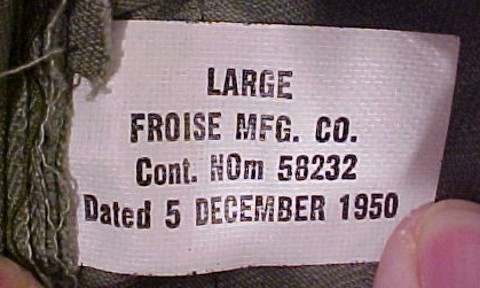 LARGE
FROISE MFG. CO.
Cont. NOm 58232
Dated 5 DECEMBER 1950